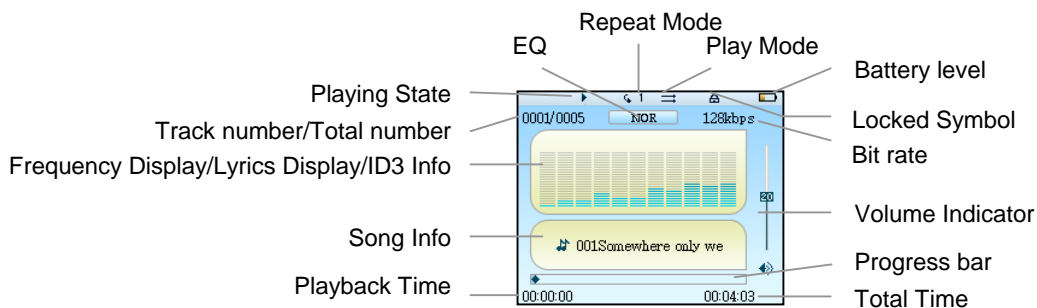 Repeat Mode
EQ
Play Mode
Battery level
Playing State
1
0001/0005
NOR
128kbps
Track number/Total number
Locked Symbol
Bit rate
Frequency Display/Lyrics Display/ID3 Info
20
Volume Indicator
Song Info
001Somewhere only we
Progress bar
Playback Time
00:00:00
00:04:03
Total Time